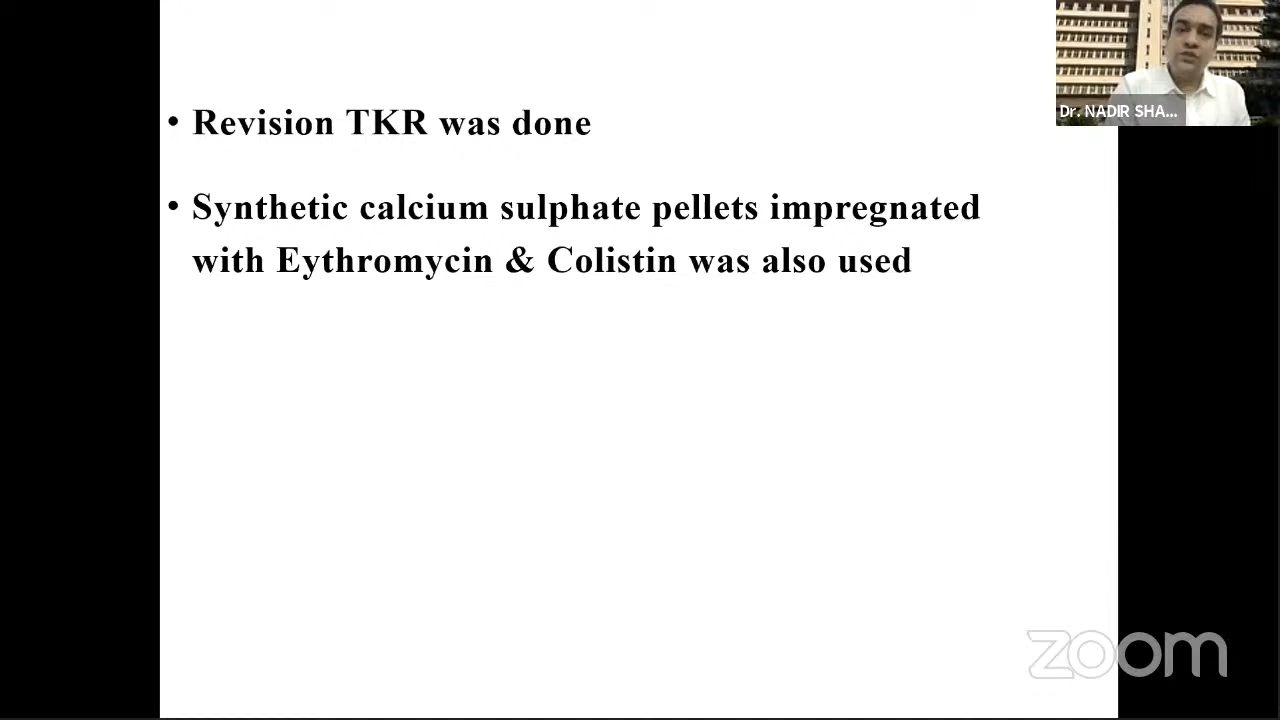 • Revision TKR was done
• Synthetic calcium sulphate pellets impregnated
with Eythromycin & Colistin was also used
Dr. NADIR SHA...
zoom